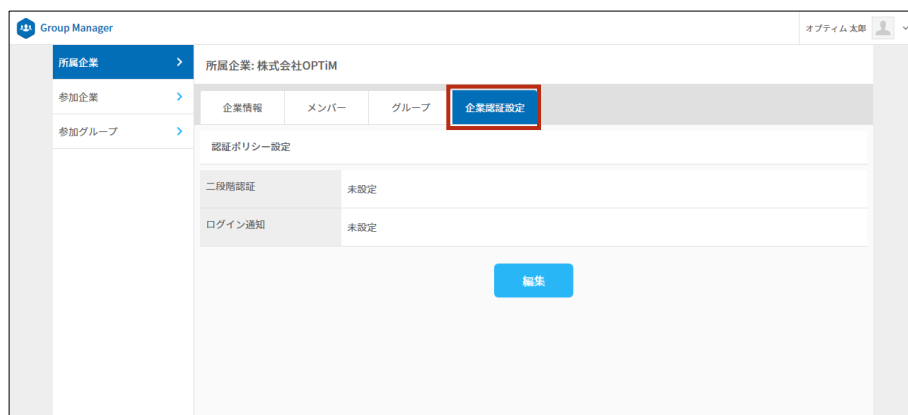 Group Manager
オプティム 太郎
所属企業
参加企業
参加グループ
所属企業: 株式会社OPTiM
企業情報
メンバー
グループ
企業認証設定
認証ポリシー設定
二段階認証
未設定
ログイン通知
未設定
編集